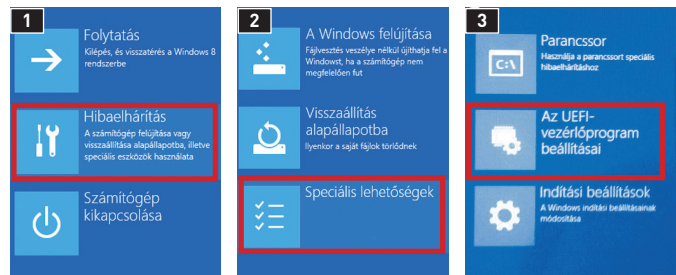 1
Folytatás
Kilépés, és visszatérés a Windows 8
rendszerbe
Hibaelhárítás
A számítógép felújítása vagy
visszaállítása alapállapotba, illetve
speciális eszközök használata
Számítógép
kikapcsolása
2
A Windows felújítása
Fájlvesztés veszélye nélkül újíthatja fel a
Windowst, ha a számítógép nem
megfelelően fut
Visszaállítás
alapállapotba
Ilyenkor a saját fájlok törlődnek
Speciális lehetőségek
3
C:\
Parancssor
Használja a parancssort speciális
hibaelhárításhoz
Az UEFI-
vezérlőprogram
beállításai
Indítási beállítások
A Windows indítási beállításainak
módosítása